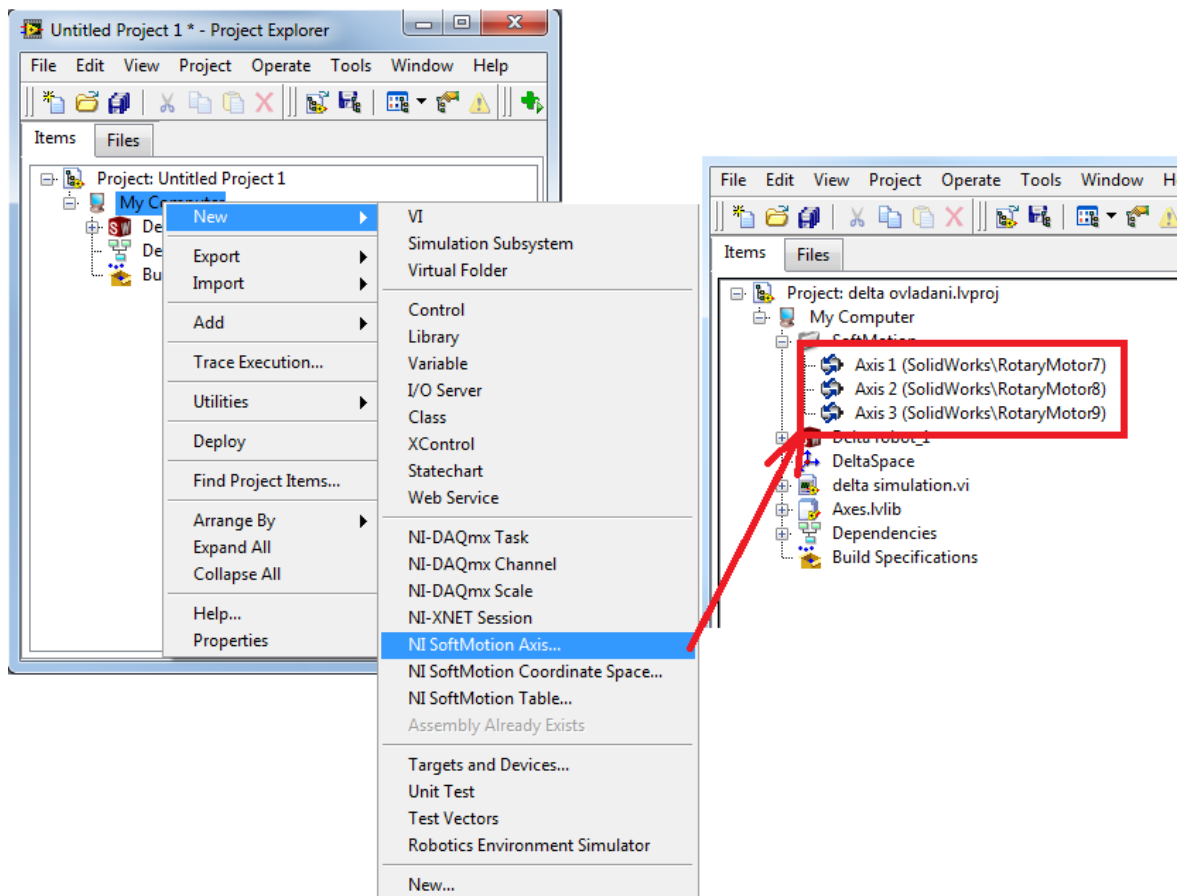 Untitled Project 1 * - Project Explorer
File Edit View Project Operate Tools Window Help
Items Files
Project: Untitled Project 1
My Computer
De
De
Bu
New
Export
Import
Add
Trace Execution...
Utilities
Deploy
Find Project Items...
Arrange By
Expand All
Collapse All
Help...
Properties
VI
Simulation Subsystem
Virtual Folder
Control
Library
Variable
I/O Server
Class
XControl
Statechart
Web Service
NI-DAQmx Task
NI-DAQmx Channel
NI-DAQmx Scale
NI-XNET Session
NI SoftMotion Axis...
NI SoftMotion Coordinate Space...
NI SoftMotion Table...
Assembly Already Exists
Targets and Devices...
Unit Test
Test Vectors
Robotics Environment Simulator
New...
File Edit View Project Operate Tools Window H
Items Files
Project: delta ovladani.lvproj
My Computer
SoftMotion
Axis 1 (SolidWorks\RotaryMotor7)
Axis 2 (SolidWorks\RotaryMotor8)
Axis 3 (SolidWorks\RotaryMotor9)
Delta robot_1
DeltaSpace
delta simulation.vi
Axes.lvlib
Dependencies
Build Specifications